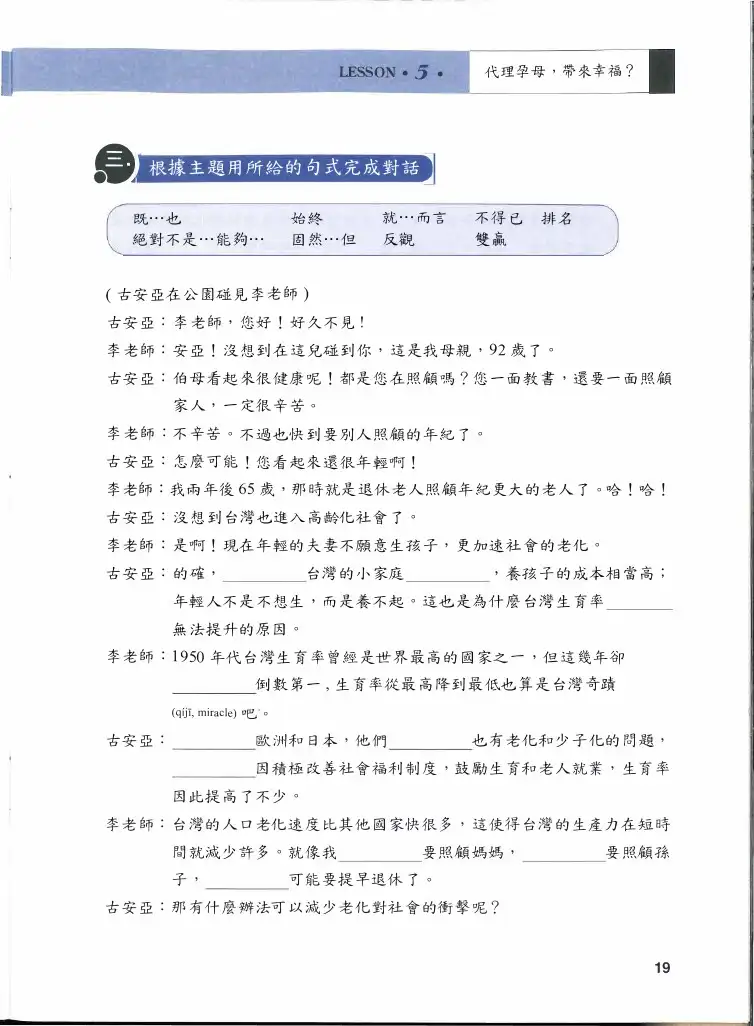 LESSON • 5 • 代理孕母，帶來幸福？
三. 根據主題用所給的句式完成對話
既…也 始終 就…而言 不得已 排名
絕對不是…能夠… 固然…但 反觀 雙贏
(古安亞在公園碰見李老師)
古安亞：李老師，您好！好久不見！
李老師：安亞！沒想到在這兒碰到你，這是我母親，92 歲了。
古安亞：伯母看起來很健康呢！都是您在照顧嗎？您一面教書，還要一面照顧
家人，一定很辛苦。
李老師：不辛苦。不過也快到要別人照顧的年紀了。
古安亞：怎麼可能！您看起來還很年輕啊！
李老師：我兩年後 65 歲，那時就是退休老人照顧年紀更大的老人了。哈！哈！
古安亞：沒想到台灣也進入高齡化社會了。
李老師：是啊！現在年輕的夫妻不願意生孩子，更加速社會的老化。
古安亞：的確，__________台灣的小家庭__________，養孩子的成本相當高；
年輕人不是不想生，而是養不起。這也是為什麼台灣生育率________
無法提升的原因。
李老師：1950 年代台灣生育率曾經是世界最高的國家之一，但這幾年卻
__________倒數第一，生育率從最高降到最低也算是台灣奇蹟
(qíjī, miracle) 吧。
古安亞：__________歐洲和日本，他們__________也有老化和少子化的問題，
__________因積極改善社會福利制度，鼓勵生育和老人就業，生育率
因此提高了不少。
李老師：台灣的人口老化速度比其他國家快很多，這使得台灣的生產力在短時
間就減少許多。就像我__________要照顧媽媽，__________要照顧孫
子，__________可能要提早退休了。
古安亞：那有什麼辦法可以減少老化對社會的衝擊呢？
19